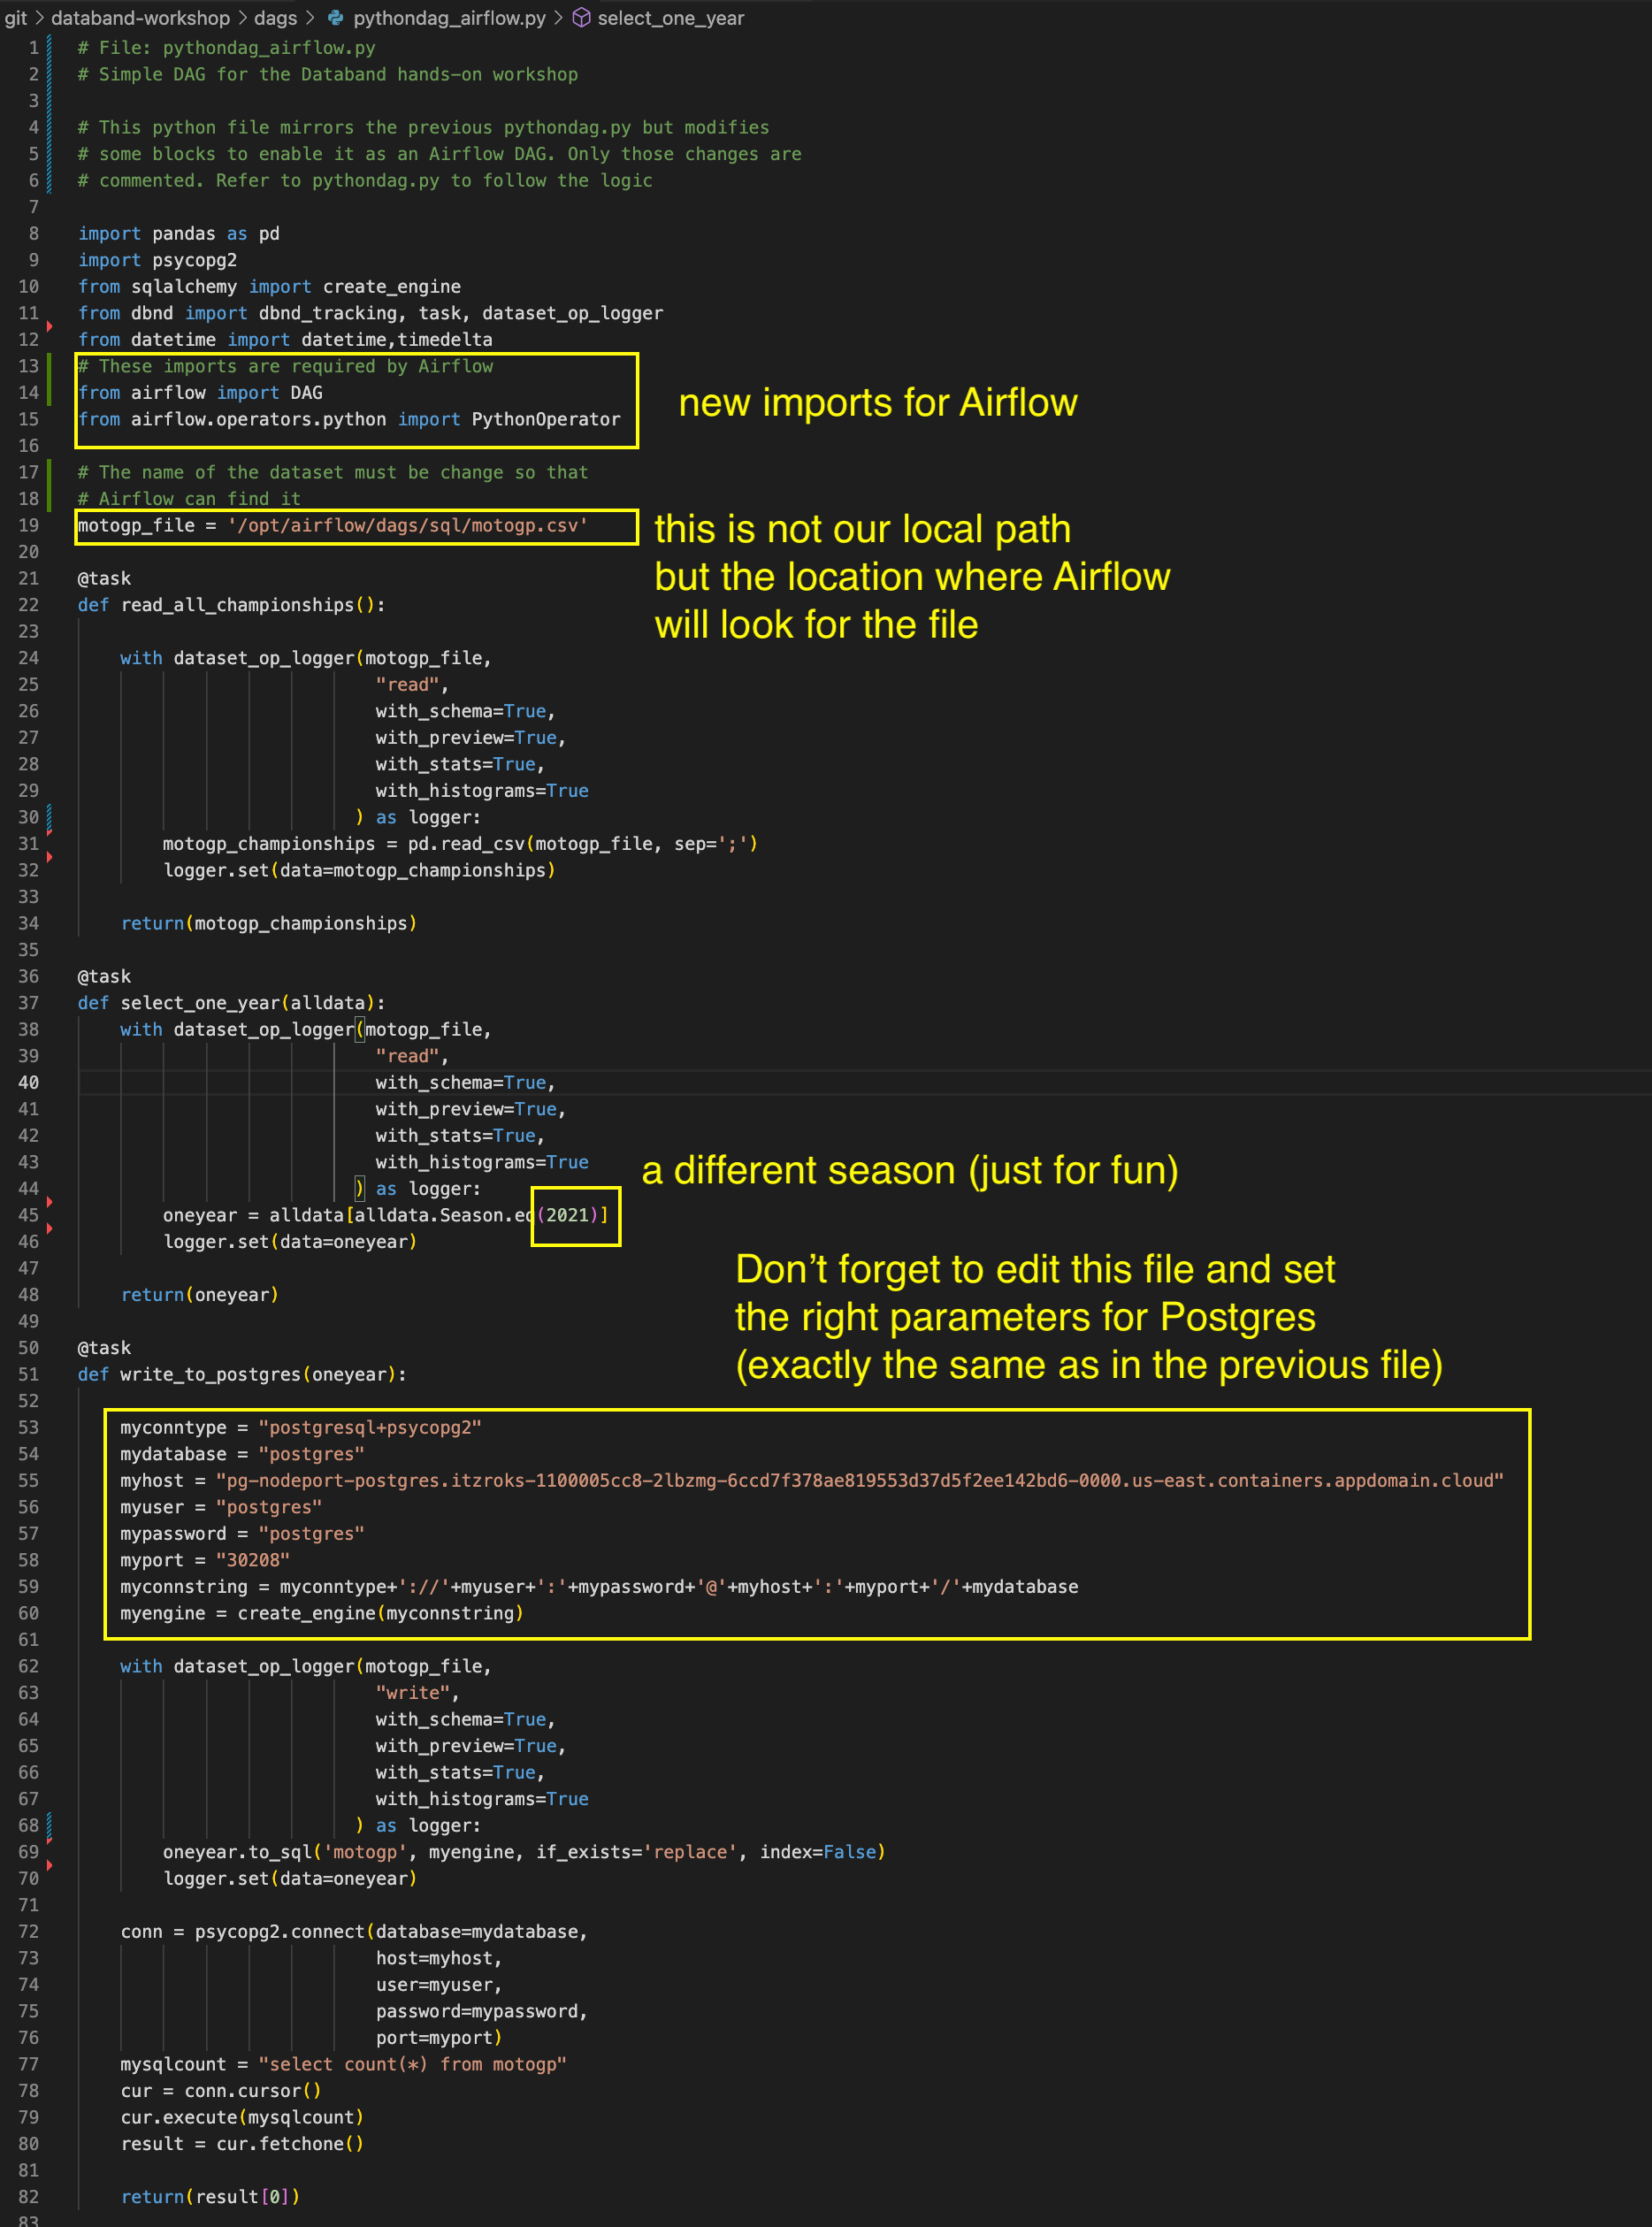 git > databand-workshop > dags > pythondag_airflow.py > select_one_year
1 # File: pythondag_airflow.py
2 # Simple DAG for the Databand hands-on workshop
3
4 # This python file mirrors the previous pythondag.py but modifies
5 # some blocks to enable it as an Airflow DAG. Only those changes are
6 # commented. Refer to pythondag.py to follow the logic
7
8 import pandas as pd
9 import psycopg2
10 from sqlalchemy import create_engine
11 from dbnd import dbnd_tracking, task, dataset_op_logger
12 from datetime import datetime,timedelta
13 # These imports are required by Airflow
14 from airflow import DAG
new imports for Airflow
15 from airflow.operators.python import PythonOperator
16
17 # The name of the dataset must be change so that
18 # Airflow can find it
19 motogp_file = '/opt/airflow/dags/sql/motogp.csv'
this is not our local path
but the location where Airflow
will look for the file
20
21 @task
22 def read_all_championships():
23
24 with dataset_op_logger(motogp_file,
25 "read",
26 with_schema=True,
27 with_preview=True,
28 with_stats=True,
29 with_histograms=True
30 ) as logger:
31 motogp_championships = pd.read_csv(motogp_file, sep=';')
32 logger.set(data=motogp_championships)
33
34 return(motogp_championships)
35
36 @task
37 def select_one_year(alldata):
38 with dataset_op_logger(motogp_file,
39 "read",
40 with_schema=True,
41 with_preview=True,
42 with_stats=True,
43 with_histograms=True
a different season (just for fun)
44 ) as logger:
45 oneyear = alldata[alldata.Season.eq(2021)]
46 logger.set(data=oneyear)
47
48 return(oneyear)
Don't forget to edit this file and set
the right parameters for Postgres
(exactly the same as in the previous file)
49
50 @task
51 def write_to_postgres(oneyear):
52
53 myconntype = "postgresql+psycopg2"
54 mydatabase = "postgres"
55 myhost = "pg-nodeport-postgres.itzroks-1100005cc8-2lbzmg-6ccd7f378ae819553d37d5f2ee142bd6-0000.us-east.containers.appdomain.cloud"
56 myuser = "postgres"
57 mypassword = "postgres"
58 myport = "30208"
59 myconnstring = myconntype+'://'+myuser+':'+mypassword+'@'+myhost+':'+myport+'/'+mydatabase
60 myengine = create_engine(myconnstring)
61
62 with dataset_op_logger(motogp_file,
63 "write",
64 with_schema=True,
65 with_preview=True,
66 with_stats=True,
67 with_histograms=True
68 ) as logger:
69 oneyear.to_sql('motogp', myengine, if_exists='replace', index=False)
70 logger.set(data=oneyear)
71
72 conn = psycopg2.connect(database=mydatabase,
73 host=myhost,
74 user=myuser,
75 password=mypassword,
76 port=myport)
77 mysqlcount = "select count(*) from motogp"
78 cur = conn.cursor()
79 cur.execute(mysqlcount)
80 result = cur.fetchone()
81
82 return(result[0])
83